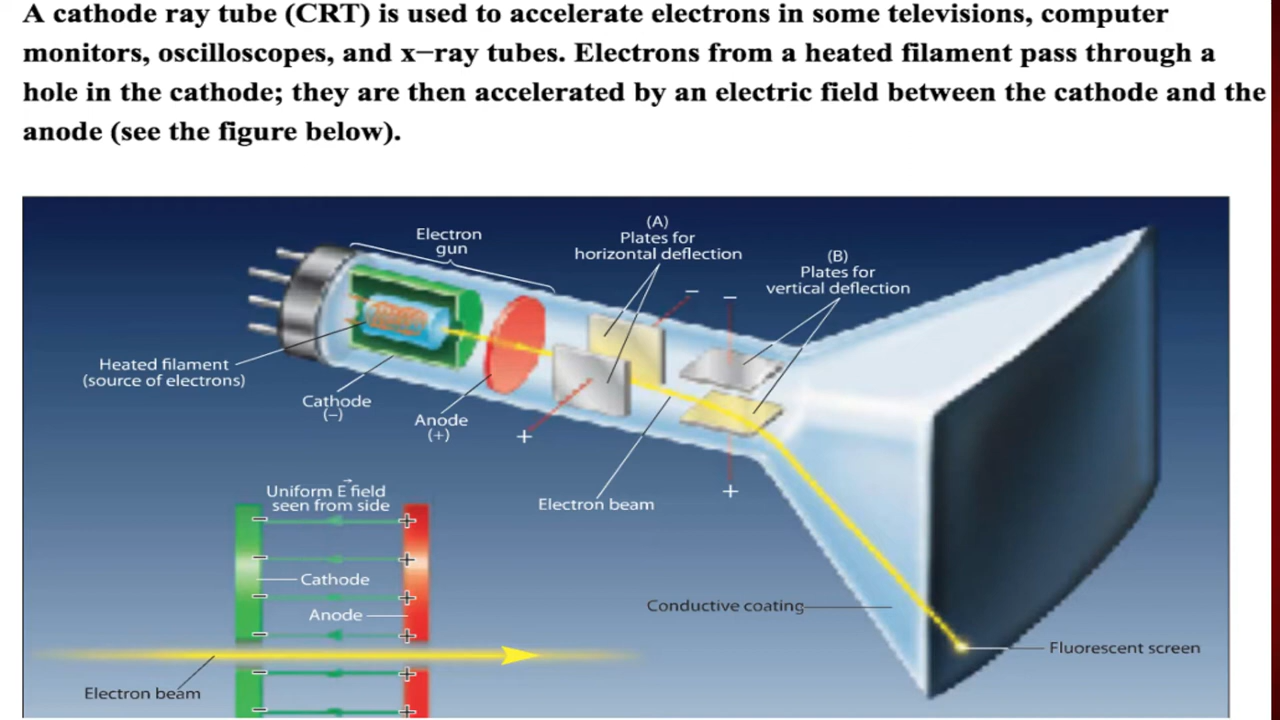 A cathode ray tube (CRT) is used to accelerate electrons in some televisions, computer
monitors, oscilloscopes, and x−ray tubes. Electrons from a heated filament pass through a
hole in the cathode; they are then accelerated by an electric field between the cathode and the
anode (see the figure below).
(A)
Plates for
horizontal deflection
Electron
gun
(B)
Plates for
vertical deflection
−
−
Heated filament
(source of electrons)
Cathode
(−)
Anode
(+)
+
+
Electron beam
Uniform E⃗ field
seen from side
− +
− +
Cathode
− +
Anode
− +
− +
− +
Electron beam
Conductive coating
Fluorescent screen